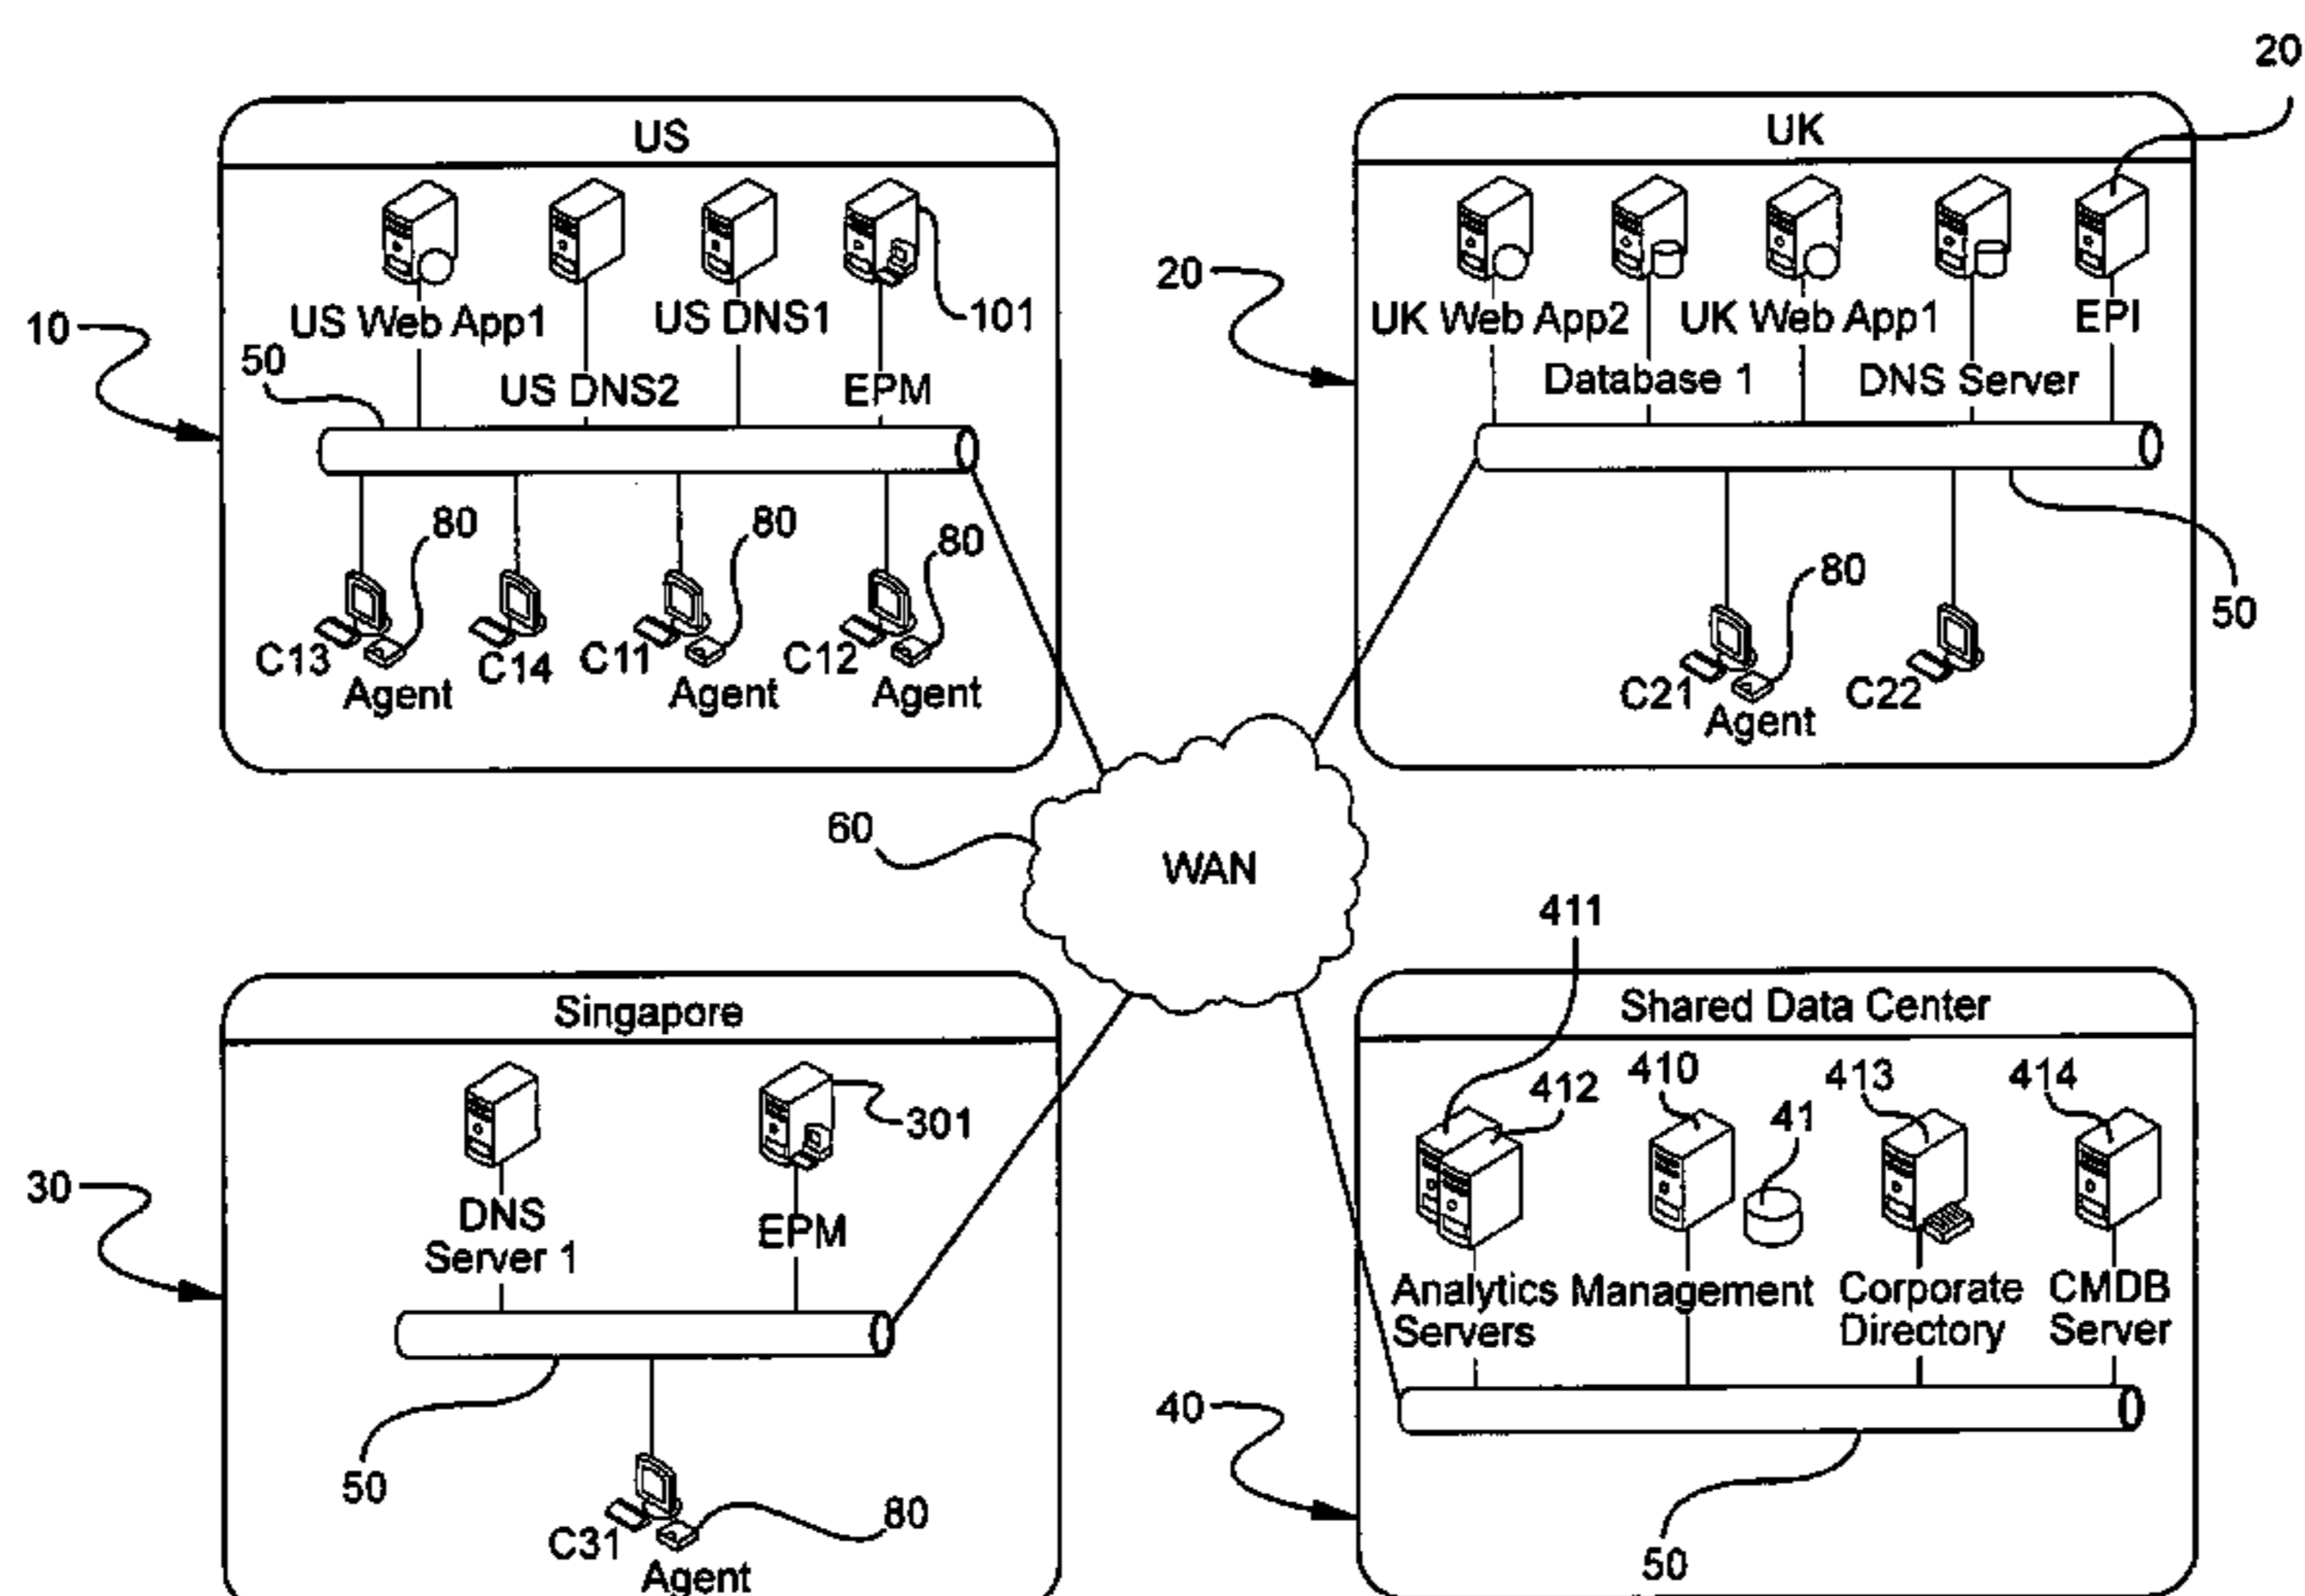 20
US
UK
101
10
50
US Web App1
US DNS1
US DNS2
EPM
20
UK Web App2
UK Web App1
EPI
Database 1
DNS Server
80
80
80
C13
C14
C11
C12
Agent
Agent
Agent
80
50
C21
C22
Agent
60
WAN
Singapore
301
30
DNS
Server 1
EPM
50
C31
80
Agent
411
Shared Data Center
412
410
41
413
414
Analytics
Servers
Management
Corporate
Directory
CMDB
Server
40
50